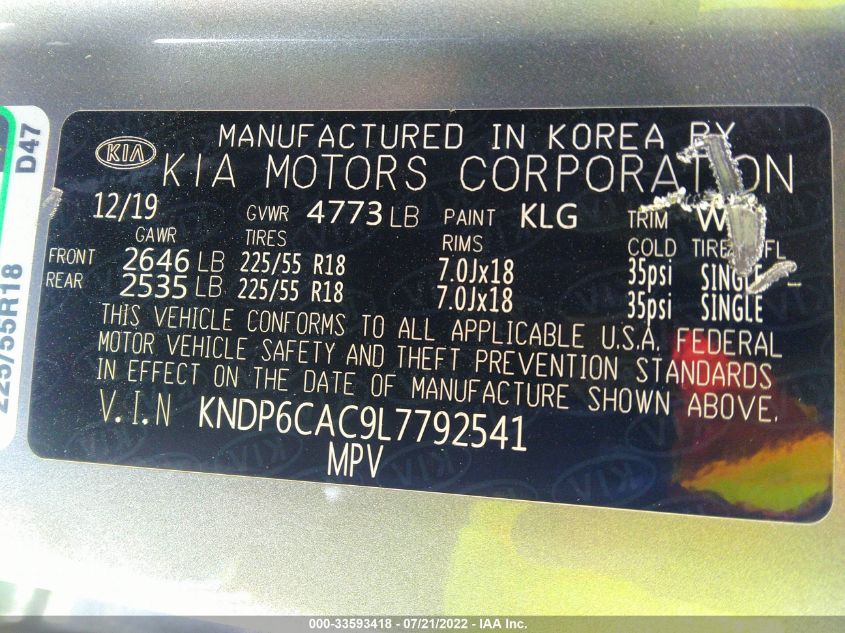 MANUFACTURED IN KOREA BY
KIA KIA MOTORS CORPORATION
12/19 GVWR 4773 LB PAINT KLG TRIM
GAWR TIRES RIMS COLD TIRE
FRONT 2646 LB 225/55 R18 7.0Jx18 35psi SINGLE
REAR 2535 LB 225/55 R18 7.0Jx18 35psi SINGLE
THIS VEHICLE CONFORMS TO ALL APPLICABLE U.S.A. FEDERAL
MOTOR VEHICLE SAFETY AND THEFT PREVENTION STANDARDS
IN EFFECT ON THE DATE OF MANUFACTURE SHOWN ABOVE.
V.I.N KNDP6CAC9L7792541
MPV
D47
225/55R18
000-33593418 - 07/21/2022 - IAA Inc.